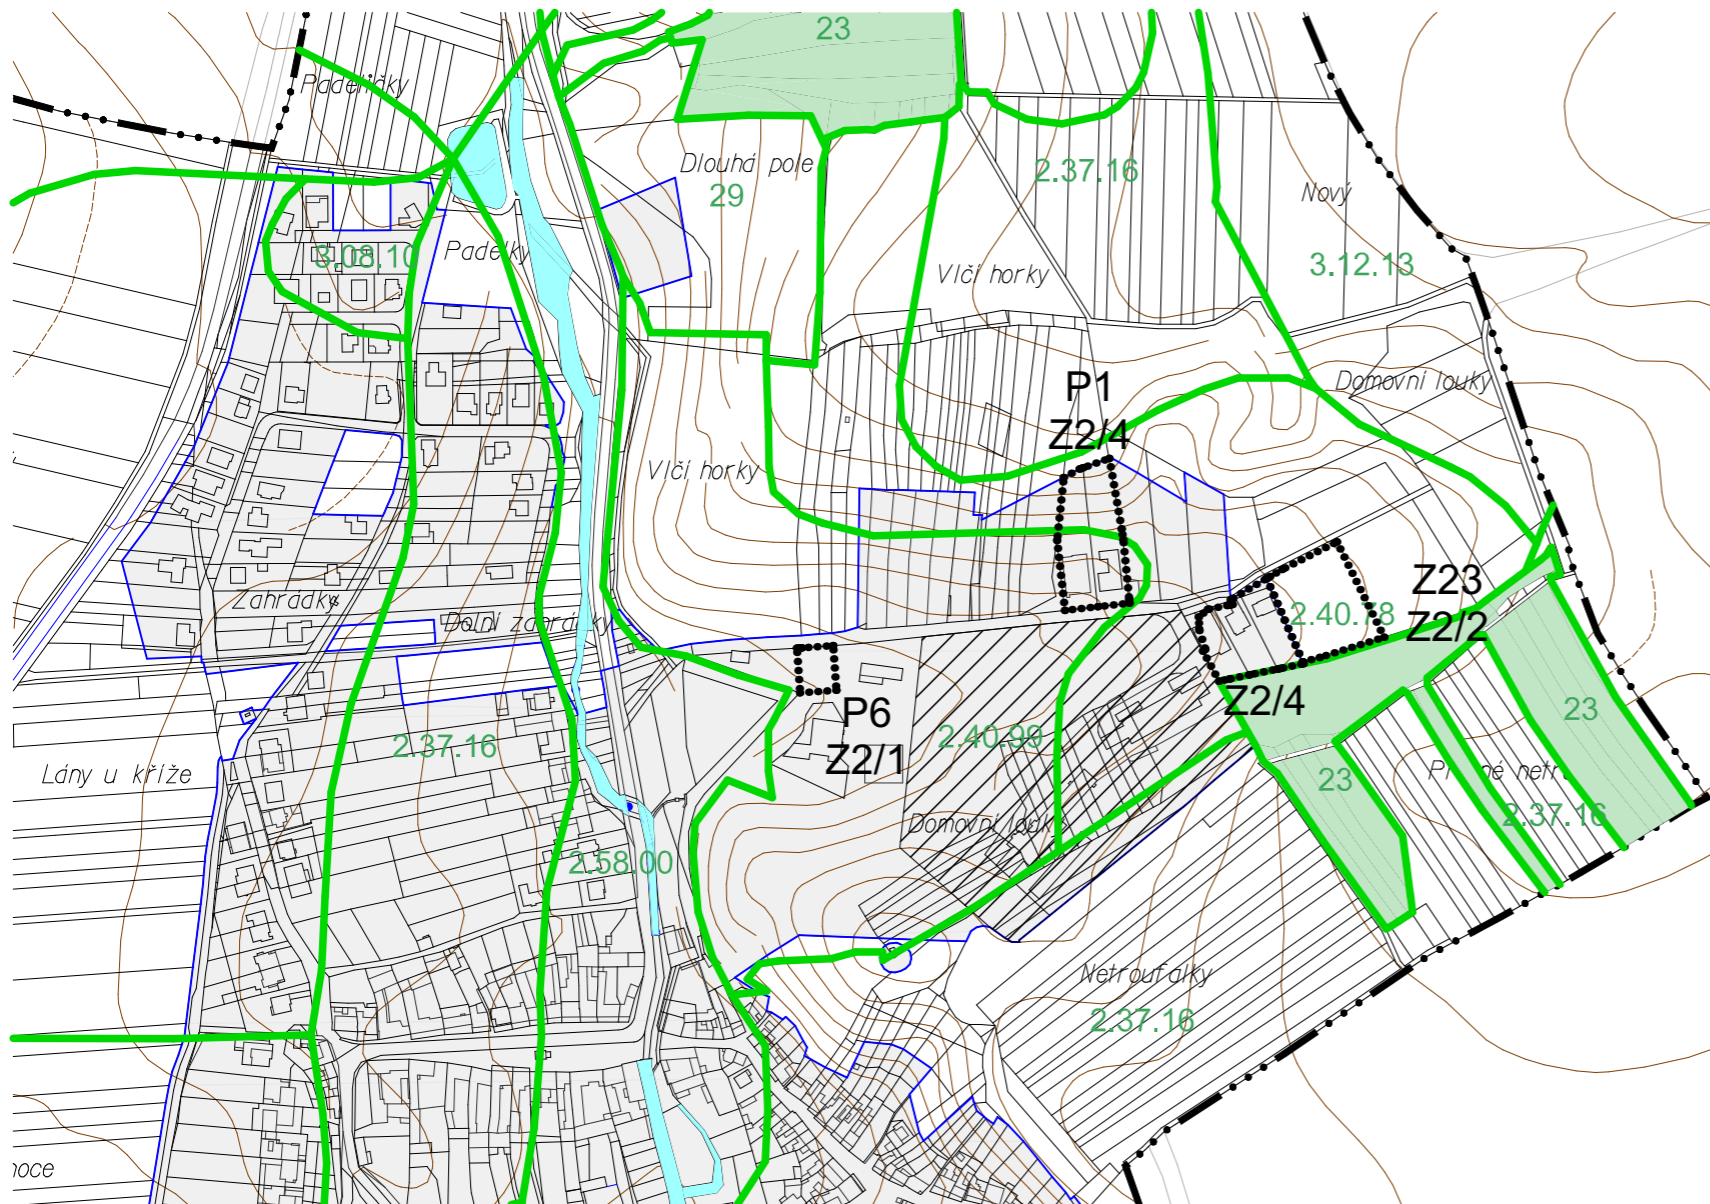 23
Padeličky
Dlouhá pole
29
2.37.16
Nový
3.08.10
Padelky
Vlčí horky
3.12.13
P1
Z2/4
Domovní louky
Vlčí horky
Z23
Z2/2
2.40.78
Zahrádky
Dolní zahrádky
Z2/4
P6
Z2/1
23
2.40.99
2.37.16
Lány u kříže
23
2.37.16
Domovní louky
2.58.00
Netroufalky
2.37.16
noce